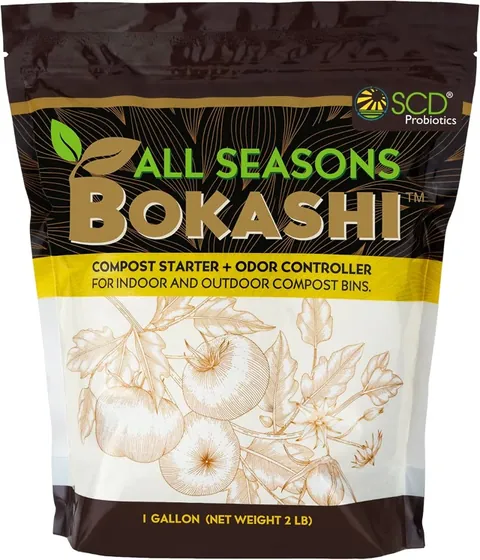 SCD®
Probiotics
ALL SEASONS
BOKASHI™
COMPOST STARTER + ODOR CONTROLLER
FOR INDOOR AND OUTDOOR COMPOST BINS.
1 GALLON (NET WEIGHT 2 LB)